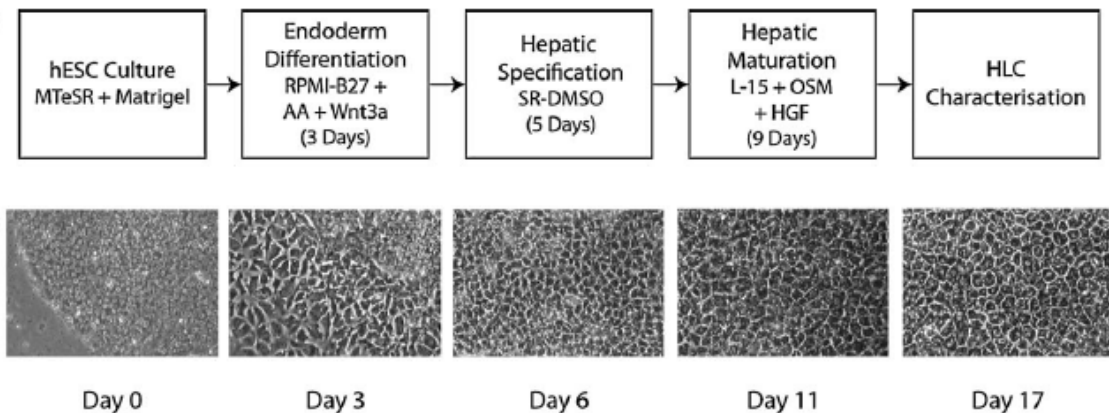 hESC Culture
MTeSR + Matrigel
Endoderm
Differentiation
RPMI-B27 +
AA + Wnt3a
(3 Days)
Hepatic
Specification
SR-DMSO
(5 Days)
Hepatic
Maturation
L-15 + OSM
+ HGF
(9 Days)
HLC
Characterisation
Day 0
Day 3
Day 6
Day 11
Day 17